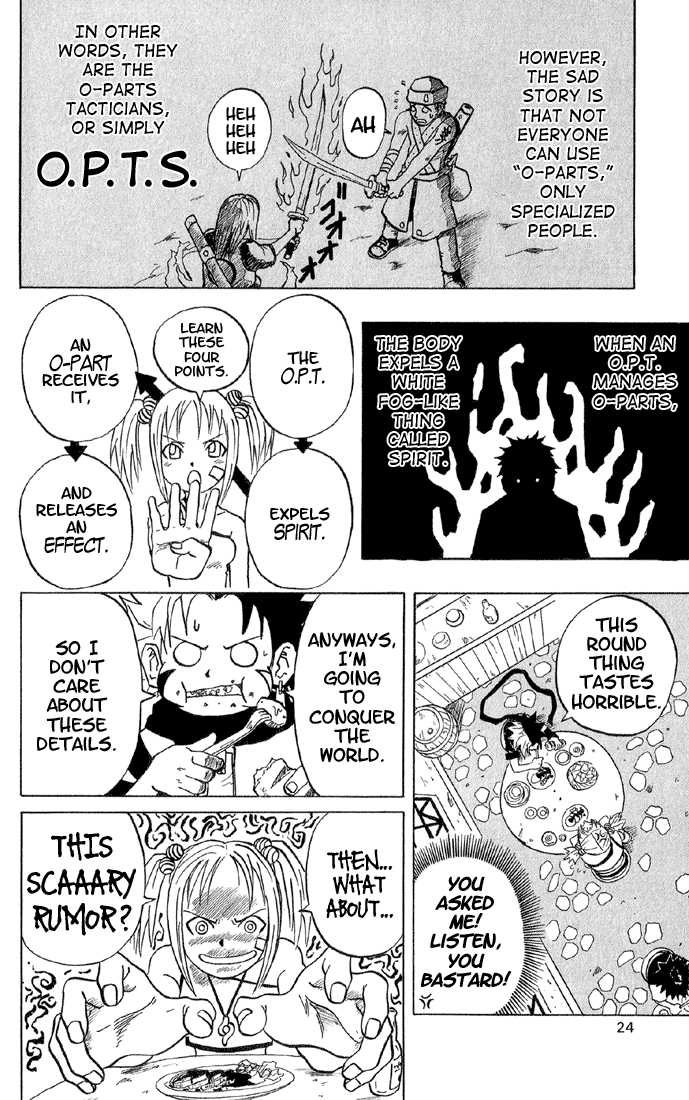 HOWEVER,
THE SAD
STORY IS
THAT NOT
EVERYONE
CAN USE
"O-PARTS,"
ONLY
SPECIALIZED
PEOPLE.
AH
HEH
HEH
HEH
メラ
メラ
IN OTHER
WORDS, THEY
ARE THE
O-PARTS
TACTICIANS,
OR SIMPLY
O.P.T.S.
WHEN AN
O.P.T.
MANAGES
O-PARTS,
THE BODY
EXPELS A
WHITE
FOG-LIKE
THING
CALLED
SPIRIT.
LEARN
THESE
FOUR
POINTS.
THE
O.P.T.
EXPELS
SPIRIT.
AN
O-PART
RECEIVES
IT,
AND
RELEASES
AN
EFFECT.
THIS
ROUND
THING
TASTES
HORRIBLE.
YOU
ASKED
ME!
LISTEN,
YOU
BASTARD!
ANYWAYS,
I'M
GOING
TO
CONQUER
THE
WORLD.
SO I
DON'T
CARE
ABOUT
THESE
DETAILS.
THEN...
WHAT
ABOUT...
THIS
SCAAARY
RUMOR?
24